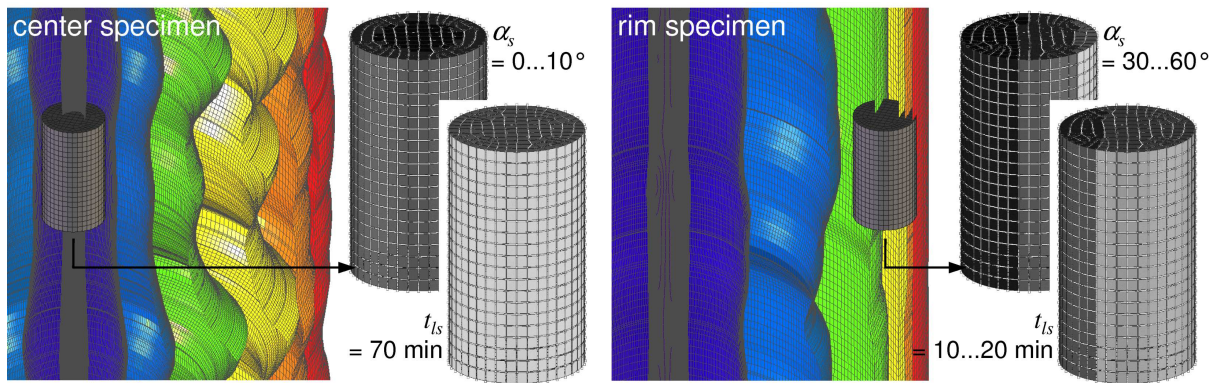 center specimen
α_s
= 0...10°
t_ls
= 70 min
rim specimen
α_s
= 30...60°
t_ls
= 10...20 min